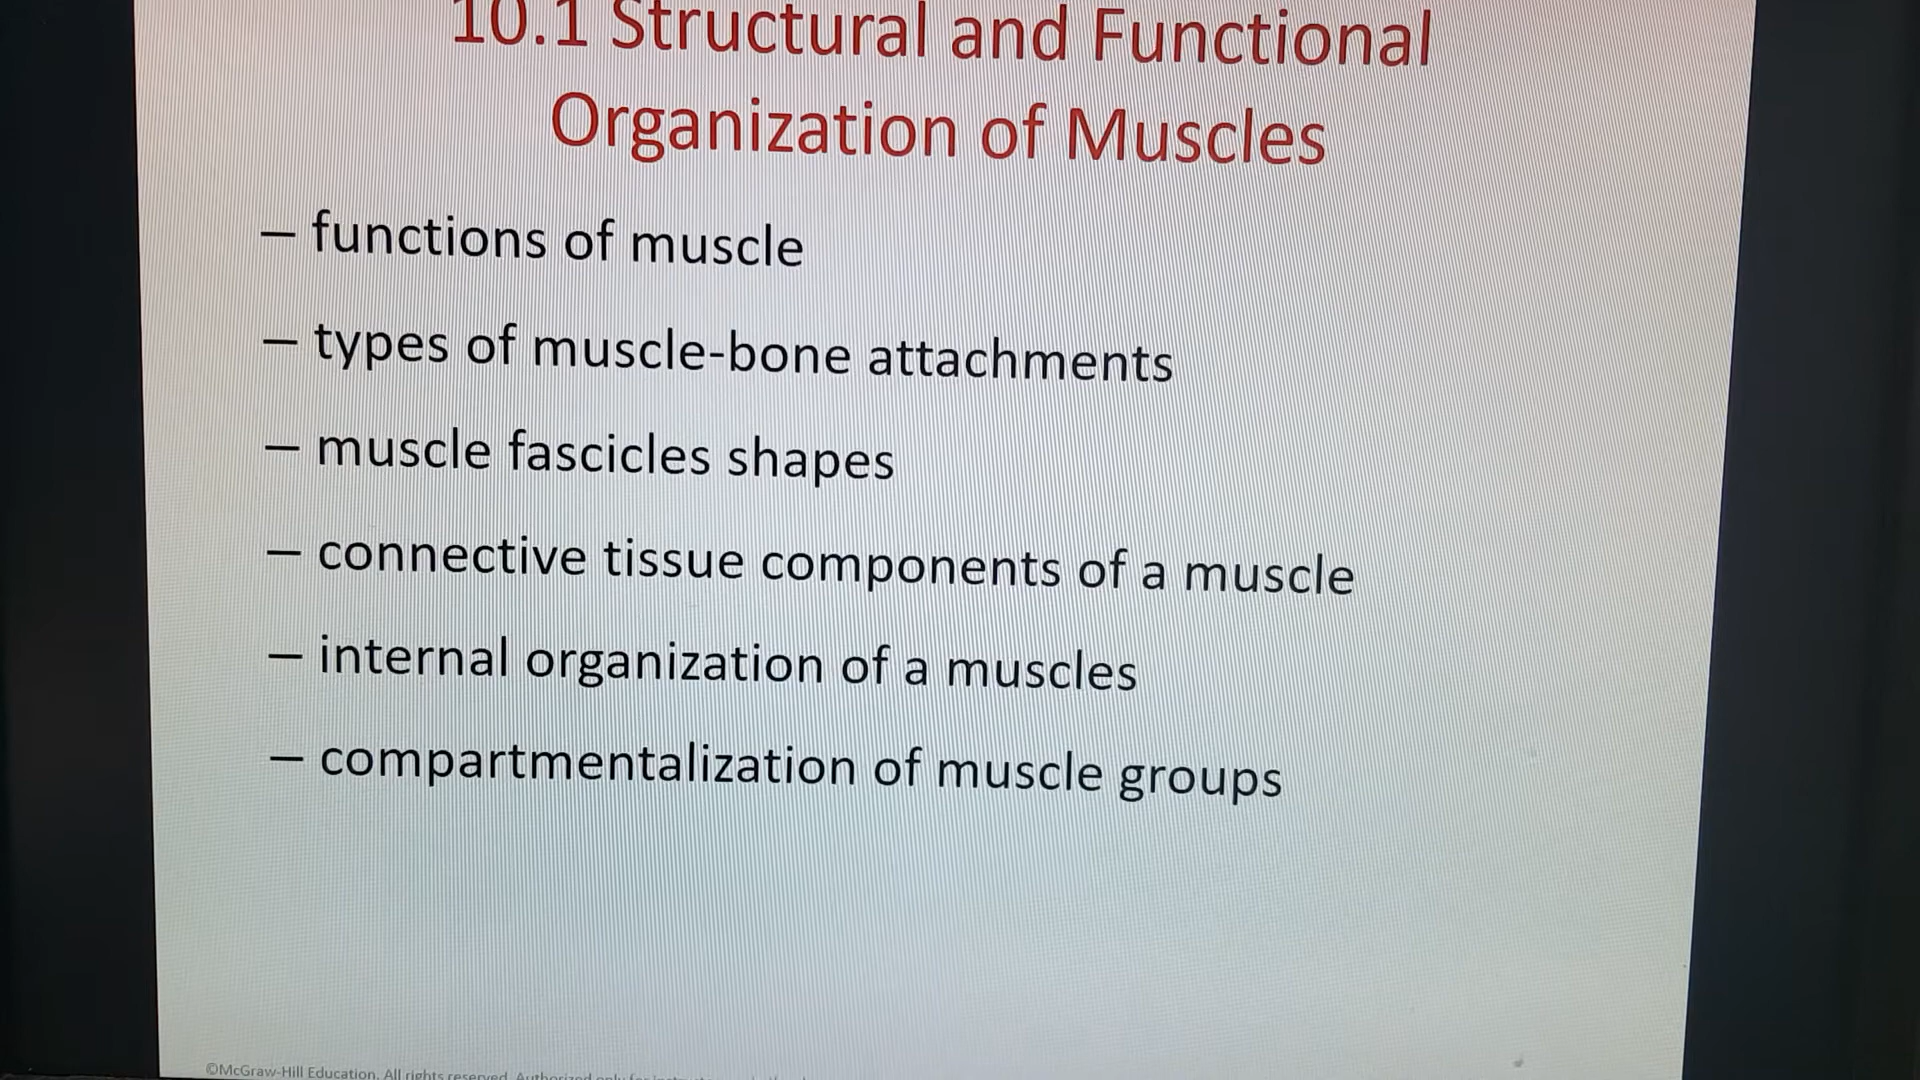 10.1 Structural and Functional
Organization of Muscles
– functions of muscle
– types of muscle-bone attachments
– muscle fascicles shapes
– connective tissue components of a muscle
– internal organization of a muscles
– compartmentalization of muscle groups
©McGraw-Hill Education. All rights reserved. Authorized only for